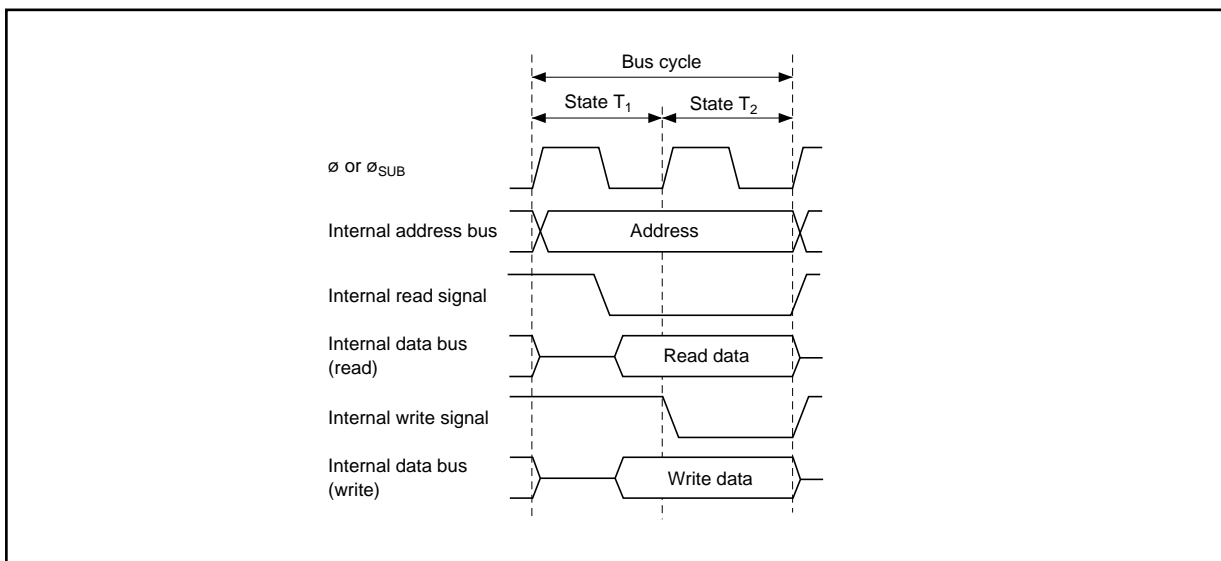 Bus cycle
State T1 State T2
ø or øSUB
Internal address bus Address
Internal read signal
Internal data bus
(read) Read data
Internal write signal
Internal data bus
(write) Write data